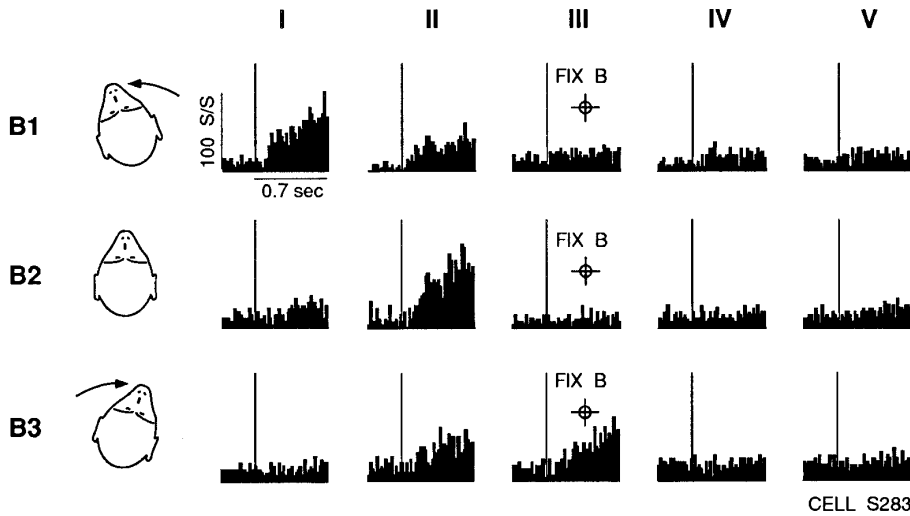 I II III IV V
B1
100 S/S
0.7 sec
FIX B
B2
FIX B
B3
FIX B
CELL S283